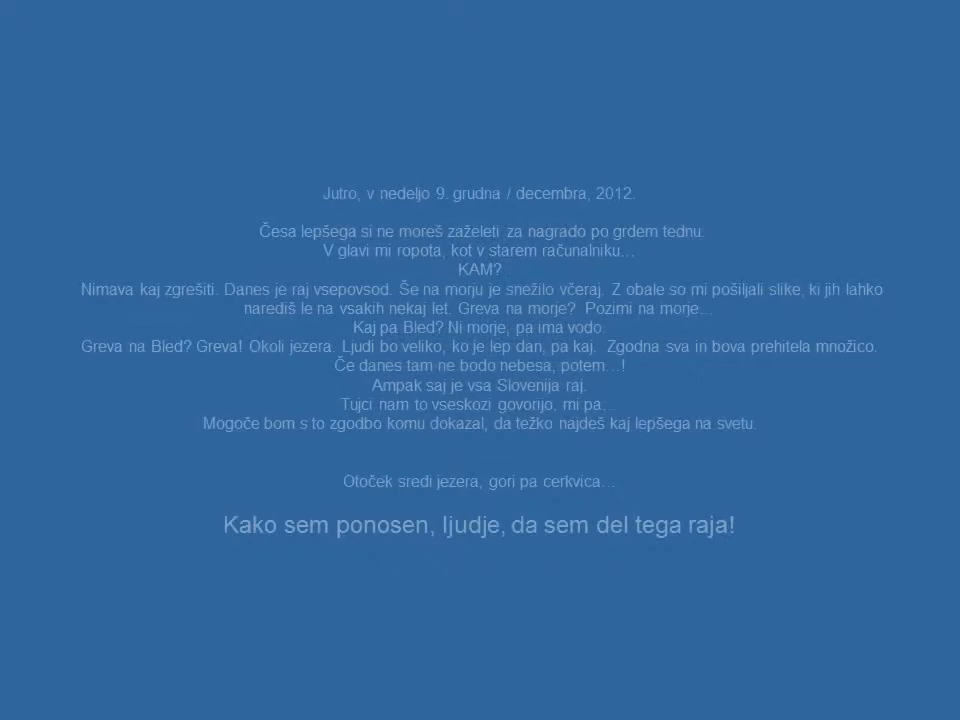 Jutro, v nedeljo 9. grudna / decembra, 2012.
Česa lepšega si ne moreš zaželeti za nagrado po grdem tednu.
V glavi mi ropota, kot v starem računalniku…
KAM?
Nimava kaj zgrešiti. Danes je raj vsepovsod. Še na morju je snežilo včeraj. Z obale so mi pošiljali slike, ki jih lahko
narediš le na vsakih nekaj let. Greva na morje? Pozimi na morje…
Kaj pa Bled? Ni morje, pa ima vodo.
Greva na Bled? Greva! Okoli jezera. Ljudi bo veliko, ko je lep dan, pa kaj. Zgodna sva in bova prehitela množico.
Če danes tam ne bodo nebesa, potem…!
Ampak saj je vsa Slovenija raj.
Tujci nam to vseskozi govorijo, mi pa…
Mogoče bom s to zgodbo komu dokazal, da težko najdeš kaj lepšega na svetu.
Otoček sredi jezera, gori pa cerkvica…
Kako sem ponosen, ljudje, da sem del tega raja!